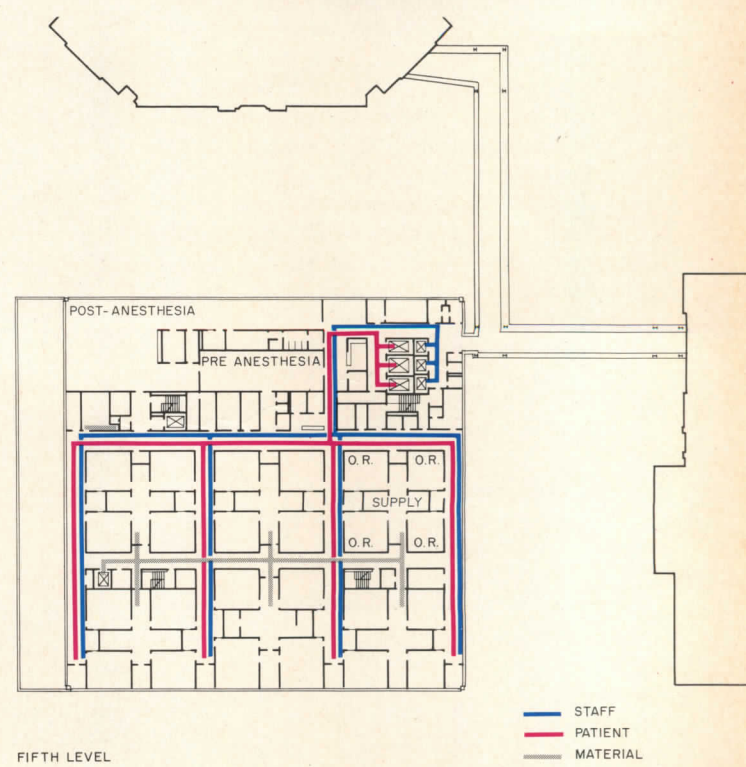 POST-ANESTHESIA
PRE ANESTHESIA
O.R. O.R.
SUPPLY
O.R. O.R.
STAFF
PATIENT
MATERIAL
FIFTH LEVEL